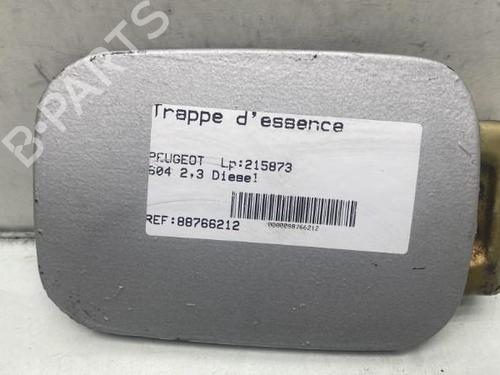 B-PARTS
Trappe d'essence
PEUGEOT Lp:215873
604 2,3 Diesel
REF:88766212
0000088766212